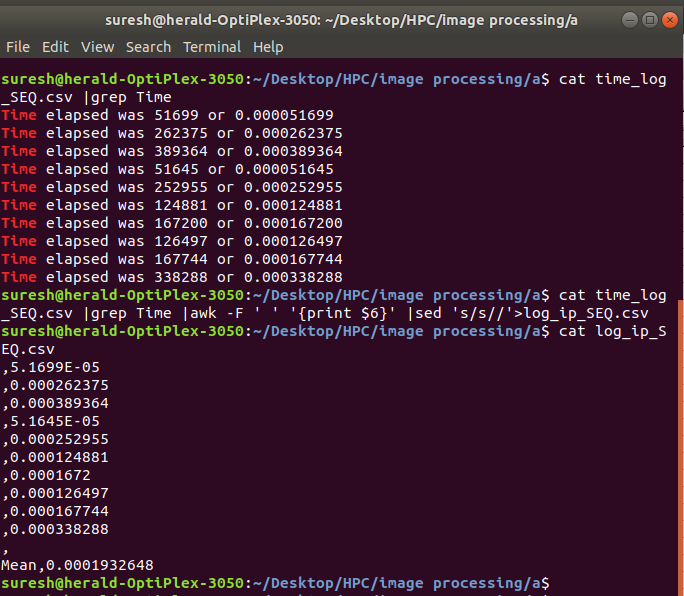 suresh@herald-OptiPlex-3050: ~/Desktop/HPC/image processing/a
File Edit View Search Terminal Help
suresh@herald-OptiPlex-3050:~/Desktop/HPC/image processing/a$ cat time_log
_SEQ.csv |grep Time
Time elapsed was 51699 or 0.000051699
Time elapsed was 262375 or 0.000262375
Time elapsed was 389364 or 0.000389364
Time elapsed was 51645 or 0.000051645
Time elapsed was 252955 or 0.000252955
Time elapsed was 124881 or 0.000124881
Time elapsed was 167200 or 0.000167200
Time elapsed was 126497 or 0.000126497
Time elapsed was 167744 or 0.000167744
Time elapsed was 338288 or 0.000338288
suresh@herald-OptiPlex-3050:~/Desktop/HPC/image processing/a$ cat time_log
_SEQ.csv |grep Time |awk -F ' ' '{print $6}' |sed 's/s//'>log_ip_SEQ.csv
suresh@herald-OptiPlex-3050:~/Desktop/HPC/image processing/a$ cat log_ip_S
EQ.csv
,5.1699E-05
,0.000262375
,0.000389364
,5.1645E-05
,0.000252955
,0.000124881
,0.0001672
,0.000126497
,0.000167744
,0.000338288
,
Mean,0.0001932648
suresh@herald-OptiPlex-3050:~/Desktop/HPC/image processing/a$